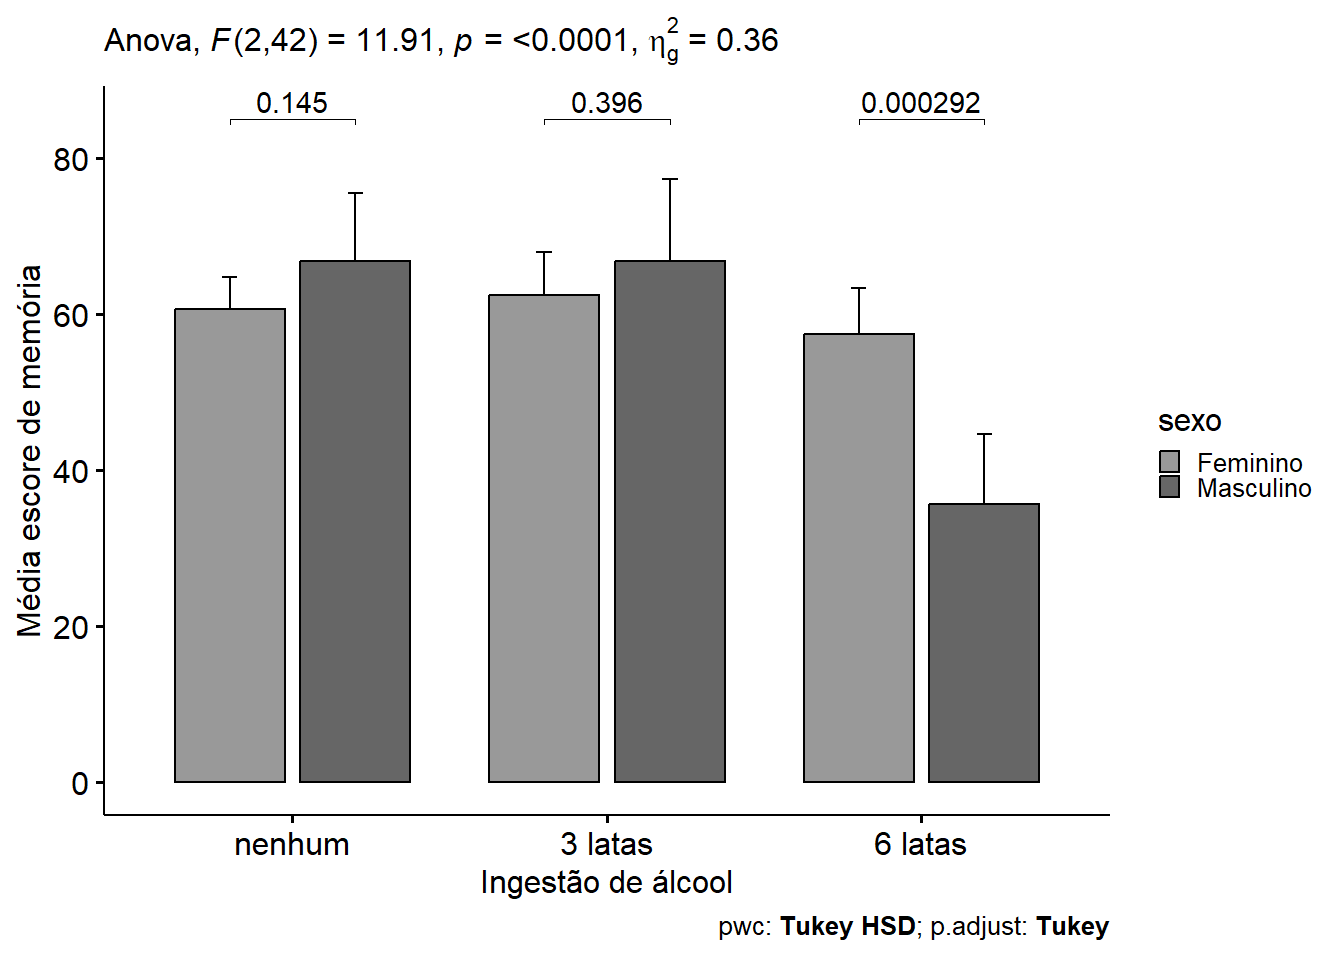 Anova, F(2,42) = 11.91, p = <0.0001, η²g = 0.36
0.145
0.396
0.000292
Média escore de memória
80
60
40
20
0
nenhum
3 latas
6 latas
Ingestão de álcool
sexo
Feminino
Masculino
pwc: Tukey HSD; p.adjust: Tukey